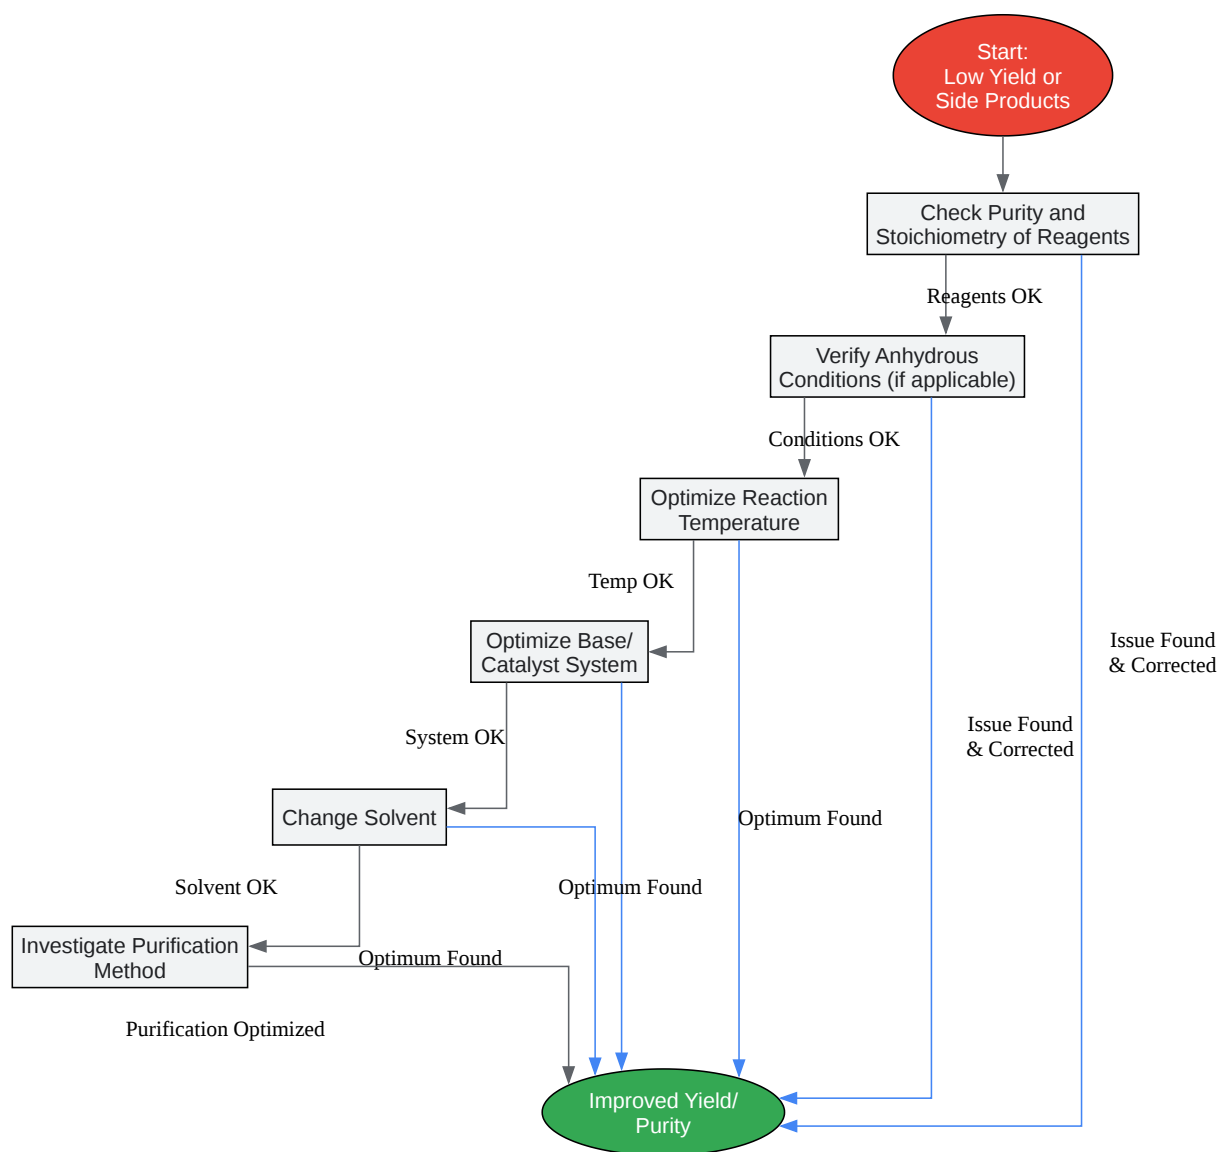 Start:
Low Yield or
Side Products
Check Purity and
Stoichiometry of Reagents
Reagents OK
Verify Anhydrous
Conditions (if applicable)
Conditions OK
Optimize Reaction
Temperature
Temp OK
Optimize Base/
Catalyst System
Issue Found
& Corrected
System OK
Issue Found
& Corrected
Change Solvent
Optimum Found
Solvent OK
Optimum Found
Investigate Purification
Method
Optimum Found
Purification Optimized
Improved Yield/
Purity